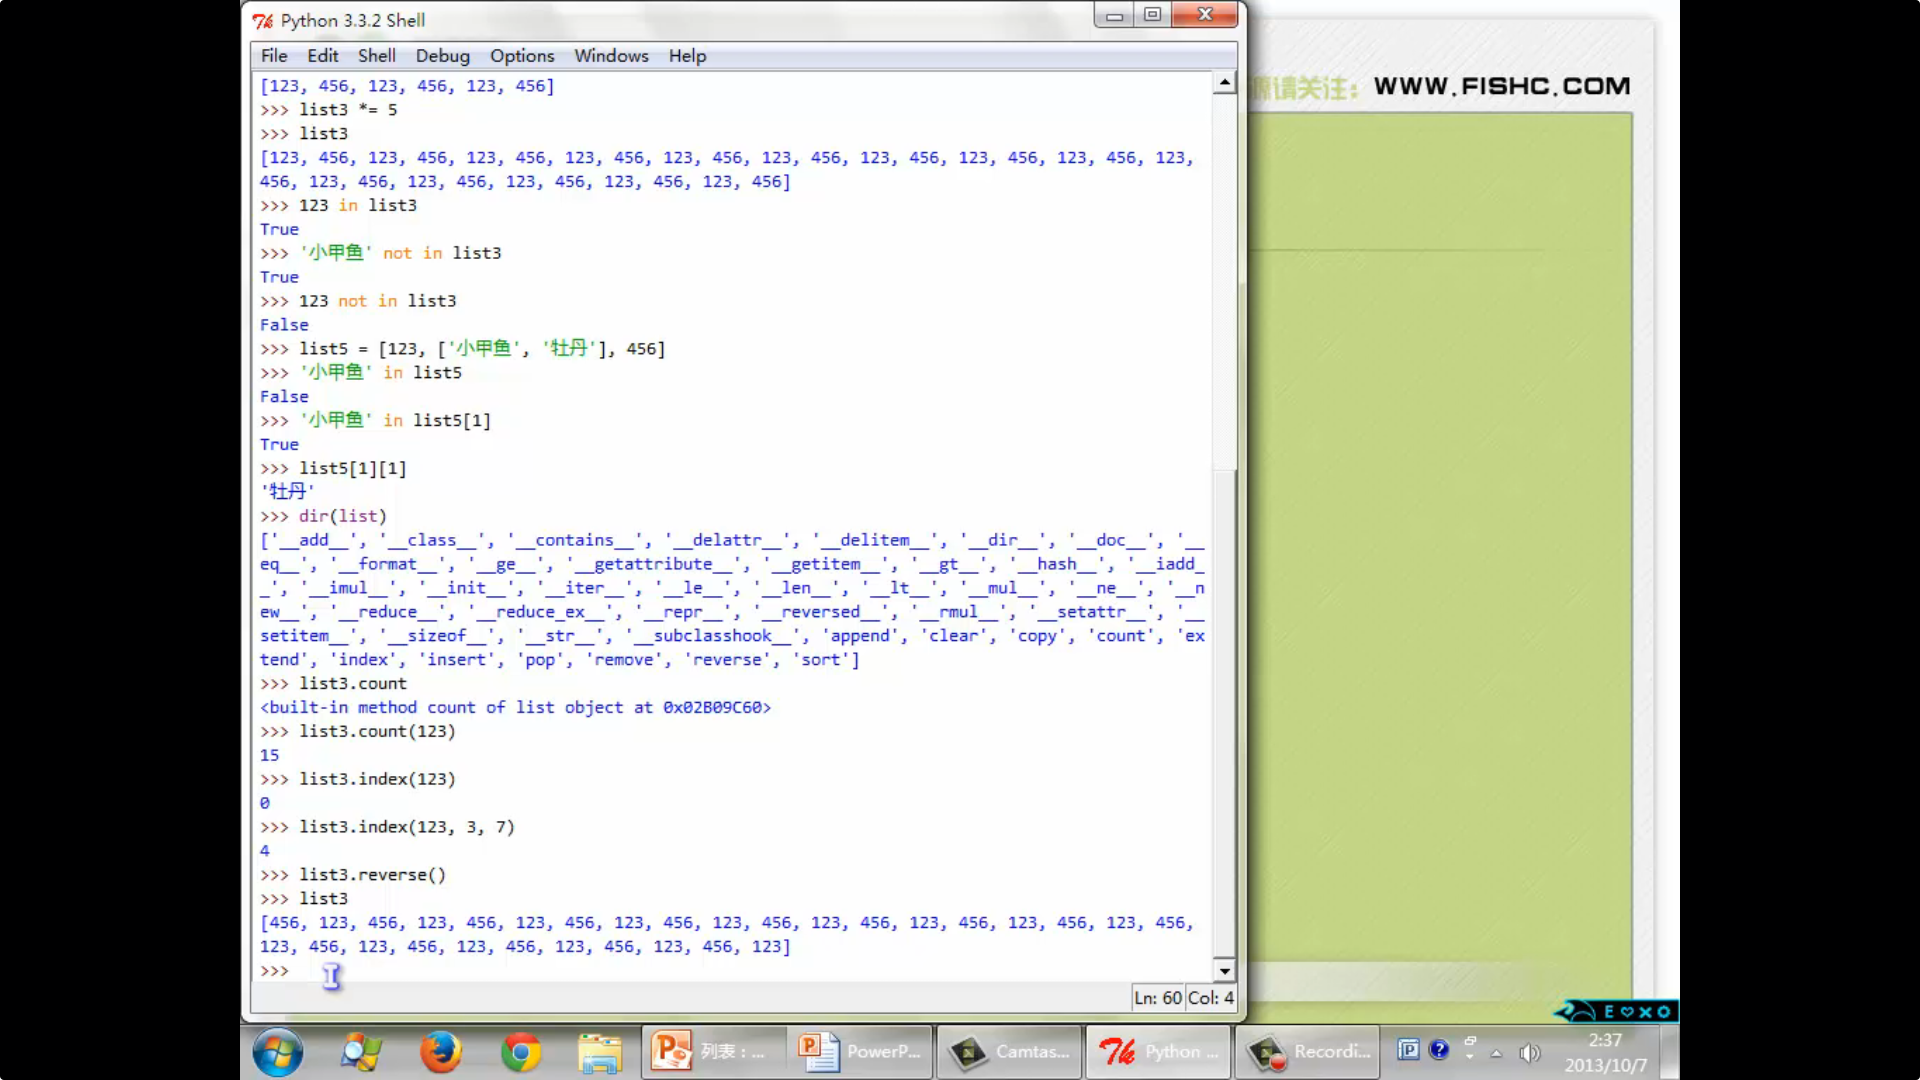 Python 3.3.2 Shell
File Edit Shell Debug Options Windows Help
[123, 456, 123, 456, 123, 456]
>>> list3 *= 5
>>> list3
[123, 456, 123, 456, 123, 456, 123, 456, 123, 456, 123, 456, 123, 456, 123, 456, 123, 456, 123,
456, 123, 456, 123, 456, 123, 456, 123, 456, 123, 456]
>>> 123 in list3
True
>>> '小甲鱼' not in list3
True
>>> 123 not in list3
False
>>> list5 = [123, ['小甲鱼', '牡丹'], 456]
>>> '小甲鱼' in list5
False
>>> '小甲鱼' in list5[1]
True
>>> list5[1][1]
'牡丹'
>>> dir(list)
['__add__', '__class__', '__contains__', '__delattr__', '__delitem__', '__dir__', '__doc__', '__
eq__', '__format__', '__ge__', '__getattribute__', '__getitem__', '__gt__', '__hash__', '__iadd_
_', '__imul__', '__init__', '__iter__', '__le__', '__len__', '__lt__', '__mul__', '__ne__', '__n
ew__', '__reduce__', '__reduce_ex__', '__repr__', '__reversed__', '__rmul__', '__setattr__', '__
setitem__', '__sizeof__', '__str__', '__subclasshook__', 'append', 'clear', 'copy', 'count', 'ex
tend', 'index', 'insert', 'pop', 'remove', 'reverse', 'sort']
>>> list3.count
<built-in method count of list object at 0x02B09C60>
>>> list3.count(123)
15
>>> list3.index(123)
0
>>> list3.index(123, 3, 7)
4
>>> list3.reverse()
>>> list3
[456, 123, 456, 123, 456, 123, 456, 123, 456, 123, 456, 123, 456, 123, 456, 123, 456, 123, 456,
123, 456, 123, 456, 123, 456, 123, 456, 123, 456, 123]
>>>
Ln: 60 Col: 4
源请关注： WWW.FISHC.COM
列表：... PowerP... Camtas... Python ... Recordi...
2:37
2013/10/7